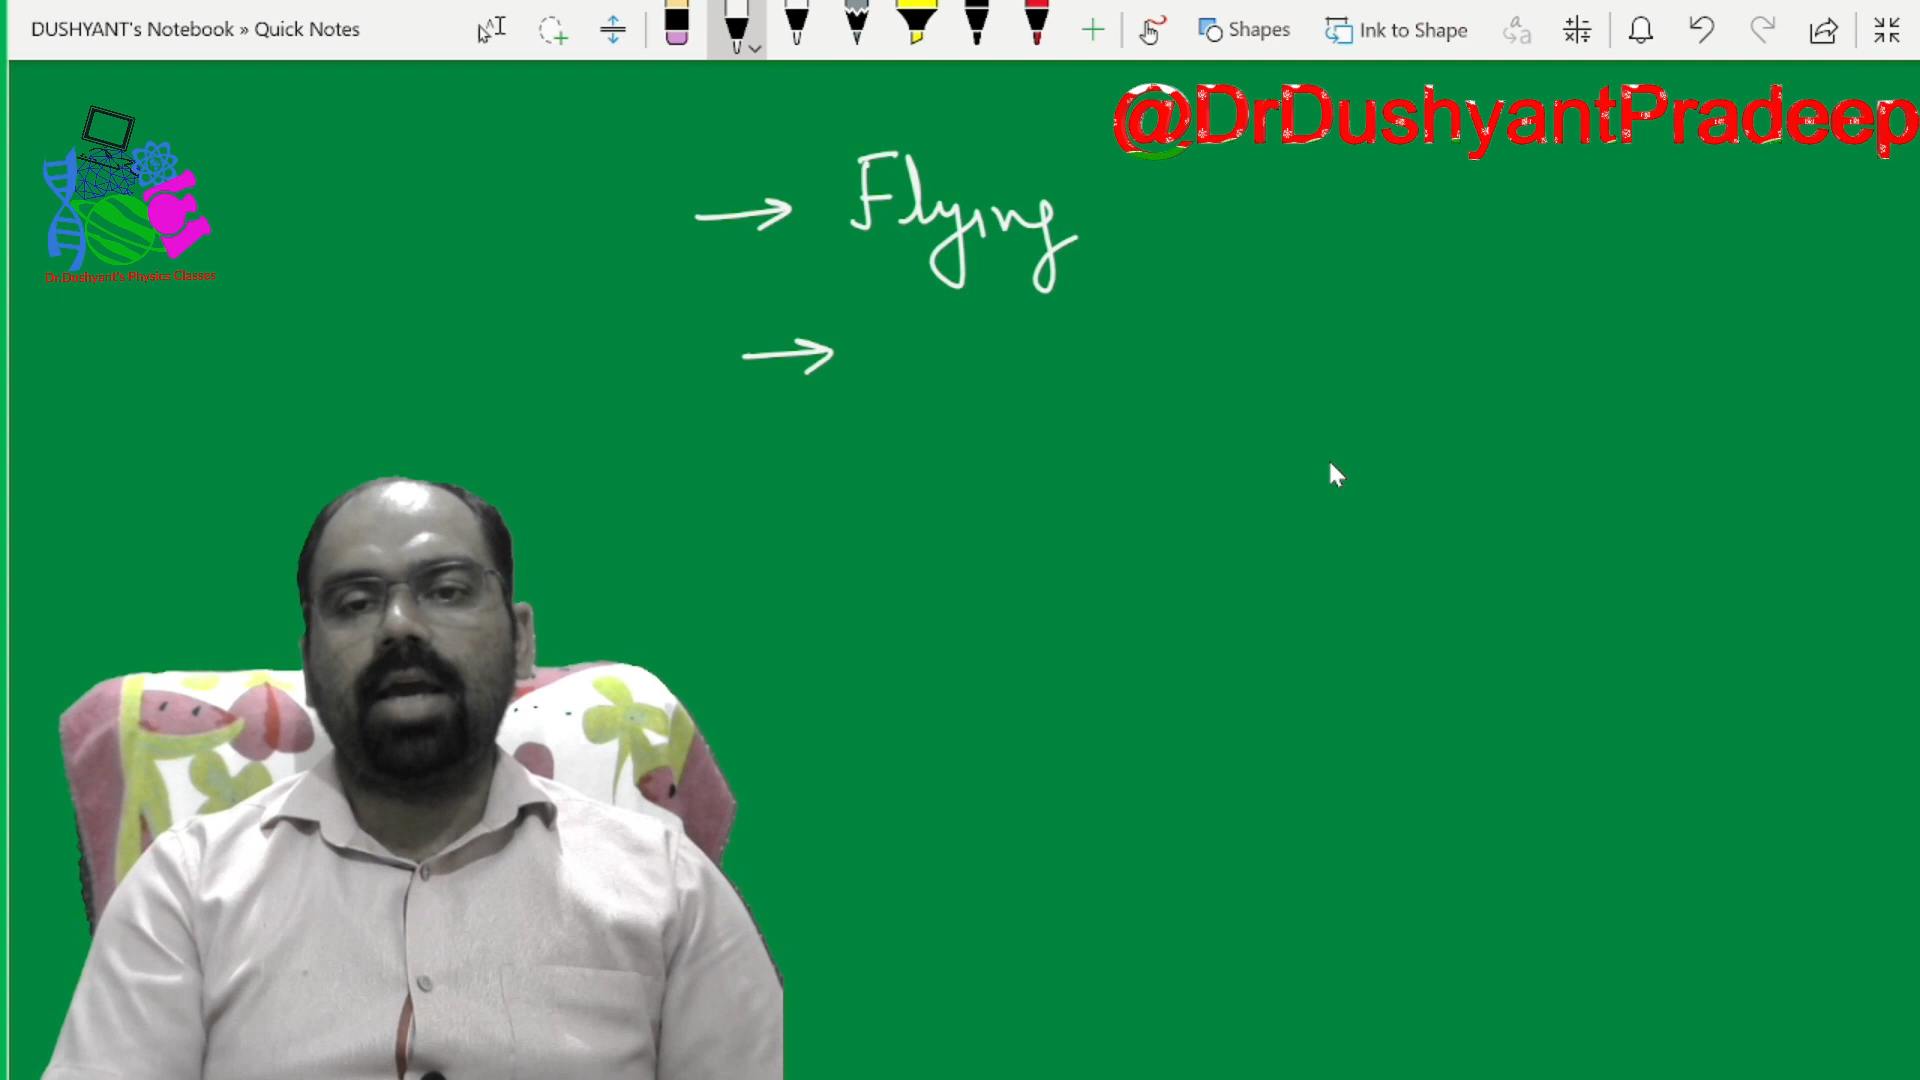 DUSHYANT's Notebook » Quick Notes
Shapes
Ink to Shape
@DrDushyantPradeep
Dr Dushyant's Physics Classes
→ Flying
→